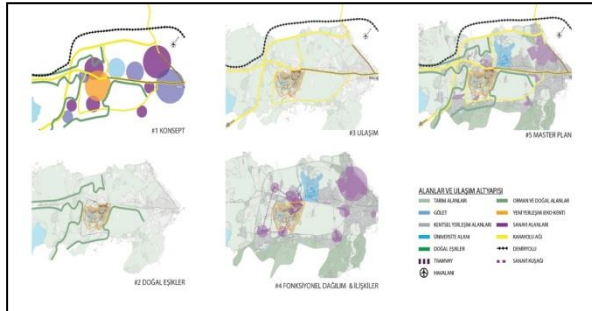 #1 KONSEPT
#3 ULAŞIM
#5 MASTER PLAN
#2 DOĞAL EŞİKLER
#4 FONKSİYONEL DAĞILIM & İLİŞKİLER
ALANLAR VE ULAŞIM ALTYAPISI
TARIM ALANLARI
ORMAN VE DOĞAL ALANLAR
GÖLET
YENİ YERLEŞİM EKO KENTİ
KENTSEL YERLEŞİM ALANLARI
SANAYİ ALANLARI
ÜNİVERSİTE ALANI
KARAYOLU AĞI
DOĞAL EŞİKLER
DEMİRYOLU
TRAMVAY
SANAYİ KUŞAĞI
HAVALANI